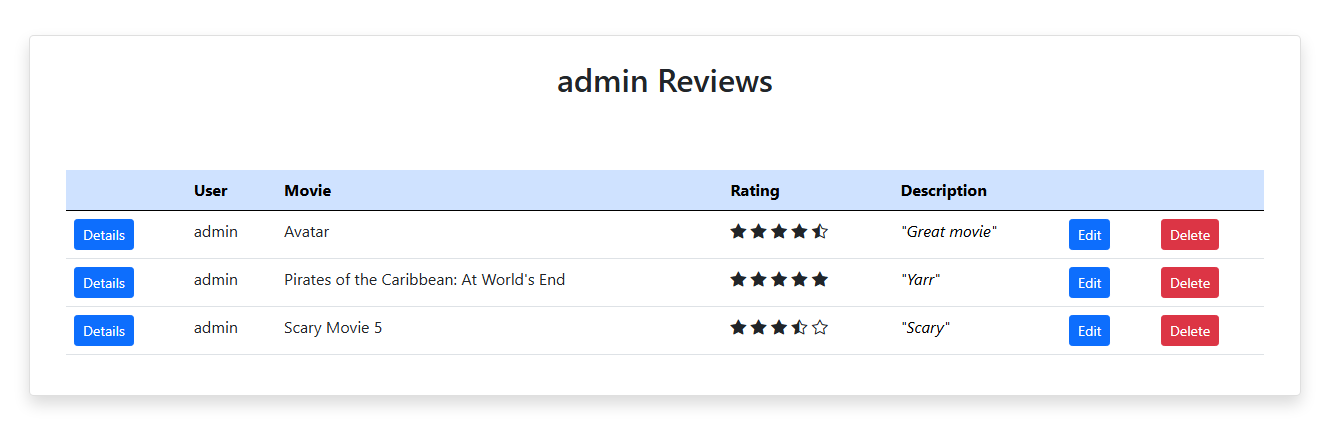 admin Reviews
User Movie Rating Description
Details admin Avatar "Great movie" Edit Delete
Details admin Pirates of the Caribbean: At World's End "Yarr" Edit Delete
Details admin Scary Movie 5 "Scary" Edit Delete